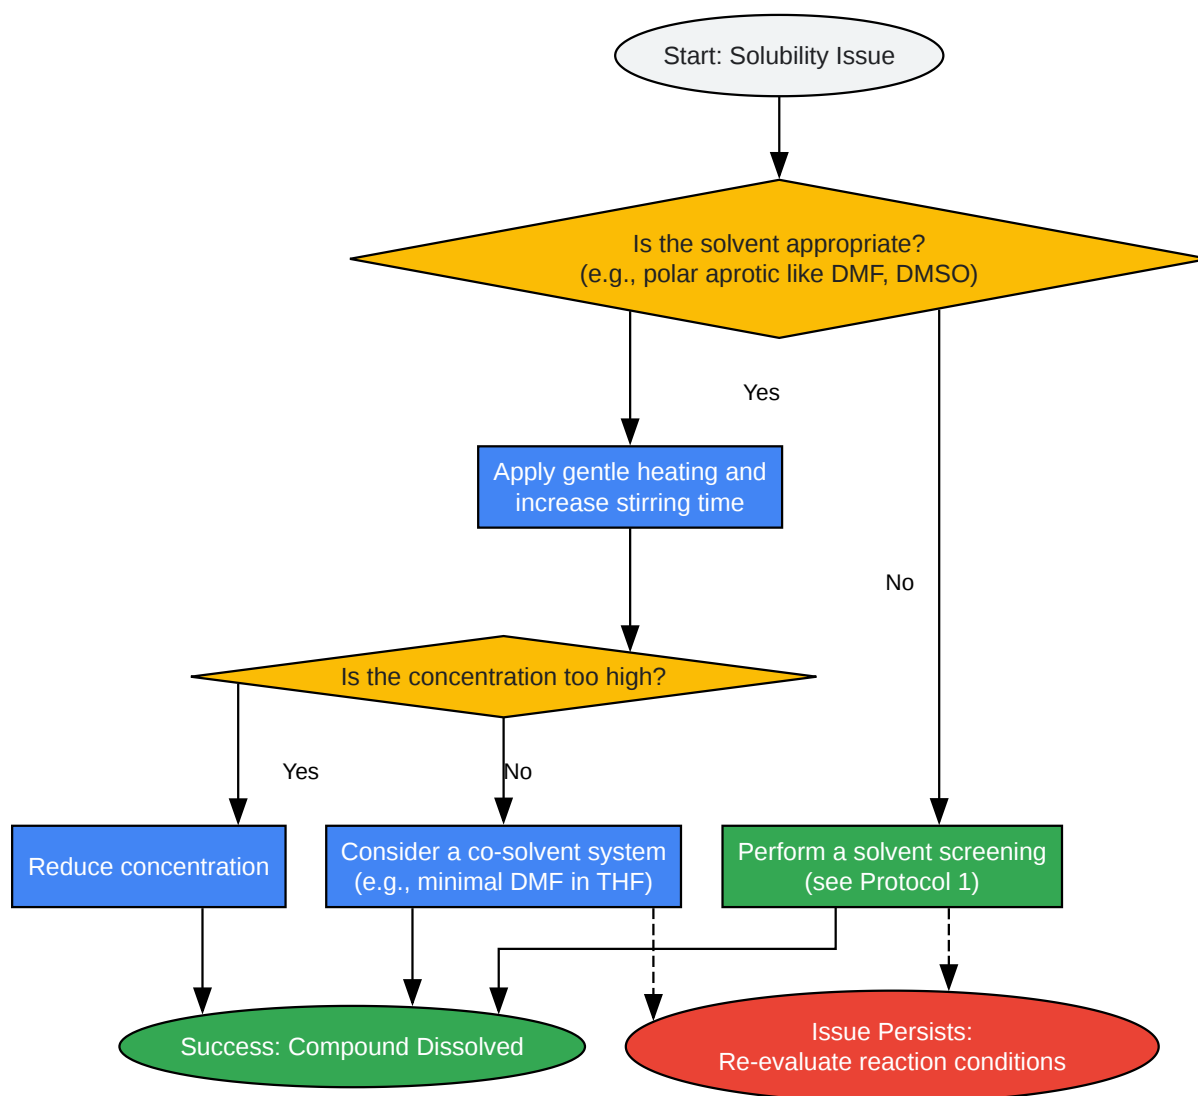 Start: Solubility Issue
Is the solvent appropriate?
(e.g., polar aprotic like DMF, DMSO)
Yes
Apply gentle heating and
increase stirring time
No
Is the concentration too high?
Yes
No
Reduce concentration
Consider a co-solvent system
(e.g., minimal DMF in THF)
Perform a solvent screening
(see Protocol 1)
Success: Compound Dissolved
Issue Persists:
Re-evaluate reaction conditions